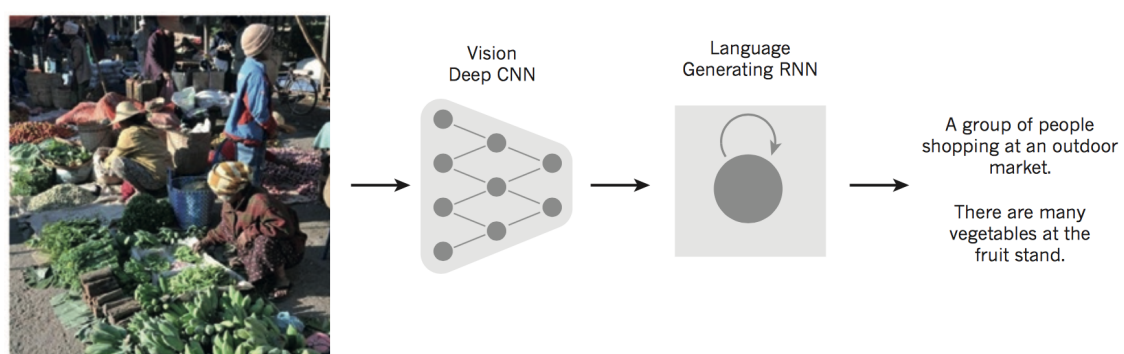 Vision
Deep CNN
Language
Generating RNN
A group of people
shopping at an outdoor
market.
There are many
vegetables at the
fruit stand.